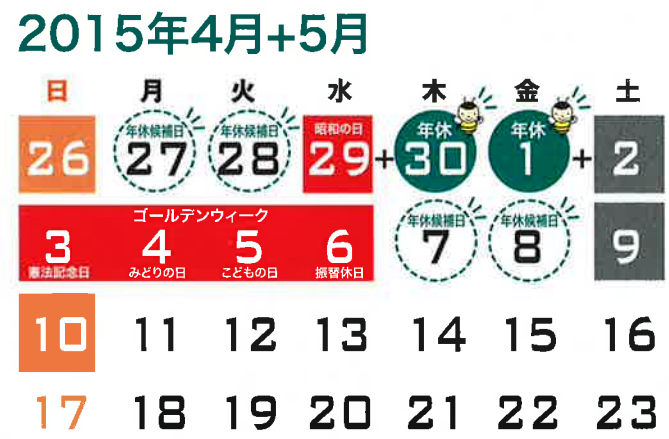 2015年4月+5月
日 月 火 水 木 金 土
年休候補日 年休候補日 昭和の日 年休 年休
26 27 28 29 + 30 1 + 2
ゴールデンウィーク 年休候補日 年休候補日
3 4 5 6 7 8 9
憲法記念日 みどりの日 こどもの日 振替休日
10 11 12 13 14 15 16
17 18 19 20 21 22 23